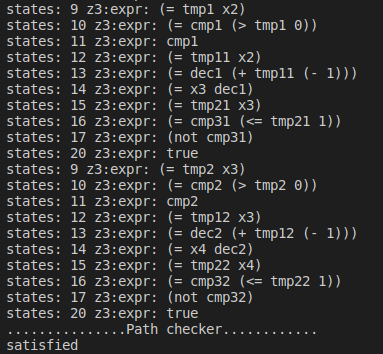 states: 9 z3:expr: (= tmp1 x2)
states: 10 z3:expr: (= cmp1 (> tmp1 0))
states: 11 z3:expr: cmp1
states: 12 z3:expr: (= tmp11 x2)
states: 13 z3:expr: (= dec1 (+ tmp11 (- 1)))
states: 14 z3:expr: (= x3 dec1)
states: 15 z3:expr: (= tmp21 x3)
states: 16 z3:expr: (= cmp31 (<= tmp21 1))
states: 17 z3:expr: (not cmp31)
states: 20 z3:expr: true
states: 9 z3:expr: (= tmp2 x3)
states: 10 z3:expr: (= cmp2 (> tmp2 0))
states: 11 z3:expr: cmp2
states: 12 z3:expr: (= tmp12 x3)
states: 13 z3:expr: (= dec2 (+ tmp12 (- 1)))
states: 14 z3:expr: (= x4 dec2)
states: 15 z3:expr: (= tmp22 x4)
states: 16 z3:expr: (= cmp32 (<= tmp22 1))
states: 17 z3:expr: (not cmp32)
states: 20 z3:expr: true
...............Path checker............
satisfied